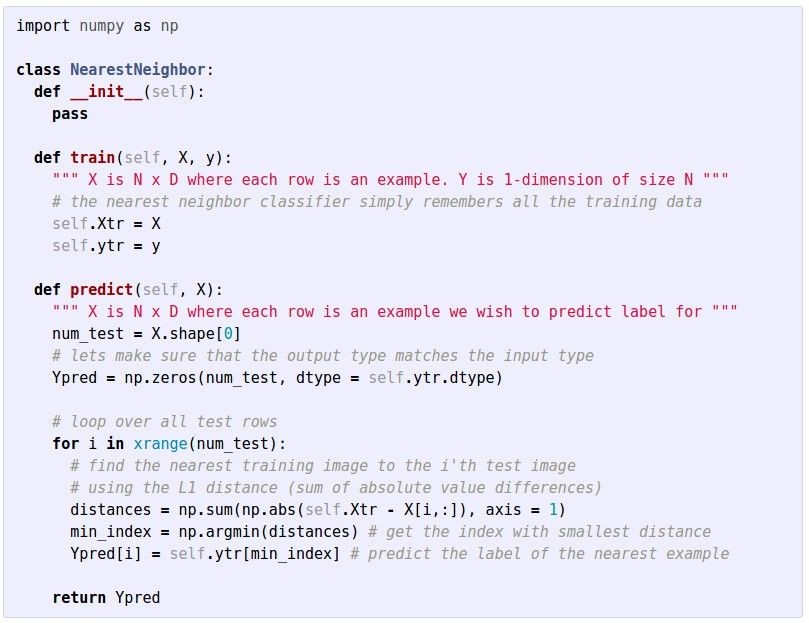 import numpy as np
class NearestNeighbor:
def __init__(self):
pass
def train(self, X, y):
""" X is N x D where each row is an example. Y is 1-dimension of size N """
# the nearest neighbor classifier simply remembers all the training data
self.Xtr = X
self.ytr = y
def predict(self, X):
""" X is N x D where each row is an example we wish to predict label for """
num_test = X.shape[0]
# lets make sure that the output type matches the input type
Ypred = np.zeros(num_test, dtype = self.ytr.dtype)
# loop over all test rows
for i in xrange(num_test):
# find the nearest training image to the i'th test image
# using the L1 distance (sum of absolute value differences)
distances = np.sum(np.abs(self.Xtr - X[i,:]), axis = 1)
min_index = np.argmin(distances) # get the index with smallest distance
Ypred[i] = self.ytr[min_index] # predict the label of the nearest example
return Ypred